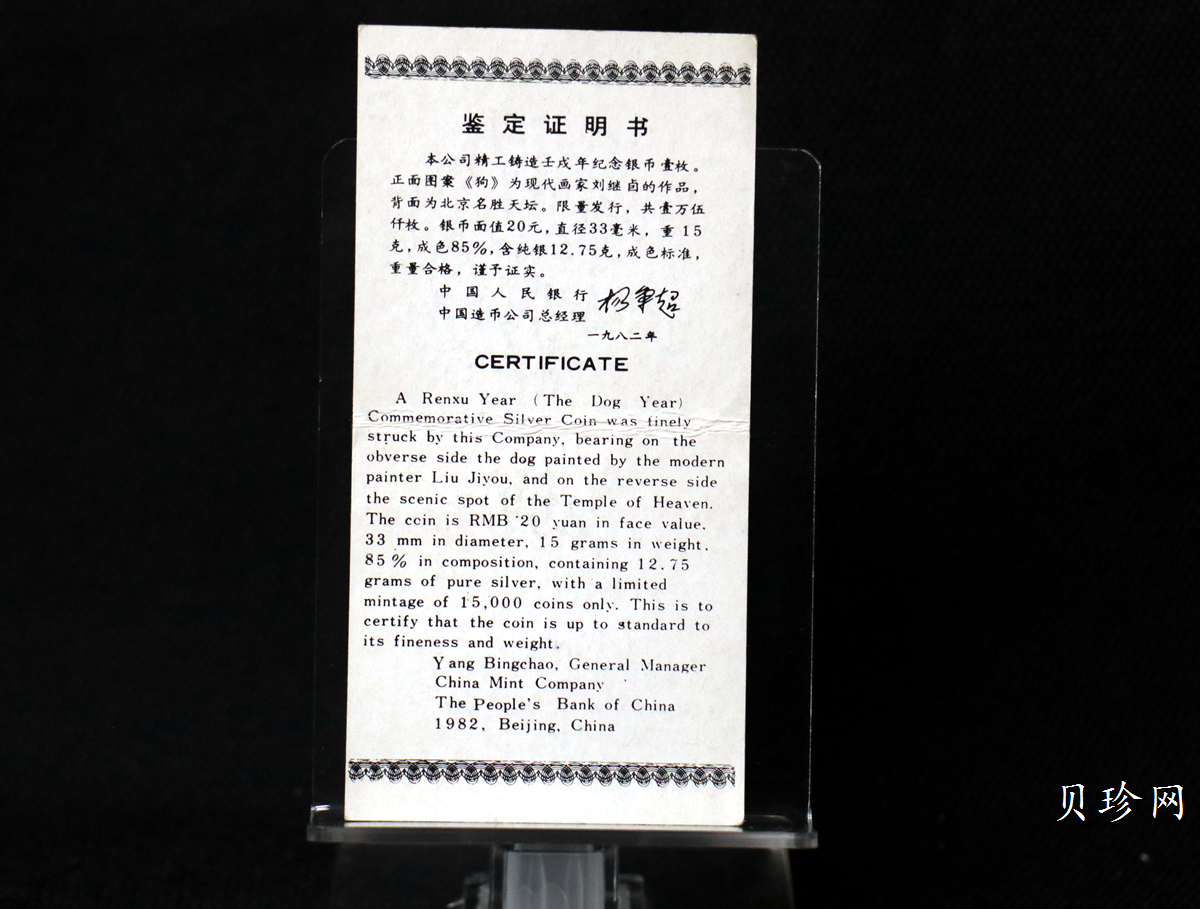 鉴定证明书
本公司精工铸造壬戌年纪念银币壹枚。
正面图案《狗》为现代画家刘继卣的作品，
背面为北京名胜天坛。限量发行，共壹万伍
仟枚。银币面值20元，直径33毫米，重15
克，成色85%，含纯银12.75克，成色标准，
重量合格，谨予证实。
中国人民银行
中国造币公司总经理
一九八二年
CERTIFICATE
A Renxu Year (The Dog Year)
Commemorative Silver Coin was finely
struck by this Company, bearing on the
obverse side the dog painted by the modern
painter Liu Jiyou, and on the reverse side
the scenic spot of the Temple of Heaven.
The coin is RMB 20 yuan in face value,
33 mm in diameter, 15 grams in weight,
85% in composition, containing 12.75
grams of pure silver, with a limited
mintage of 15,000 coins only. This is to
certify that the coin is up to standard to
its fineness and weight.
Yang Bingchao, General Manager
China Mint Company
The People's Bank of China
1982, Beijing, China
贝珍网